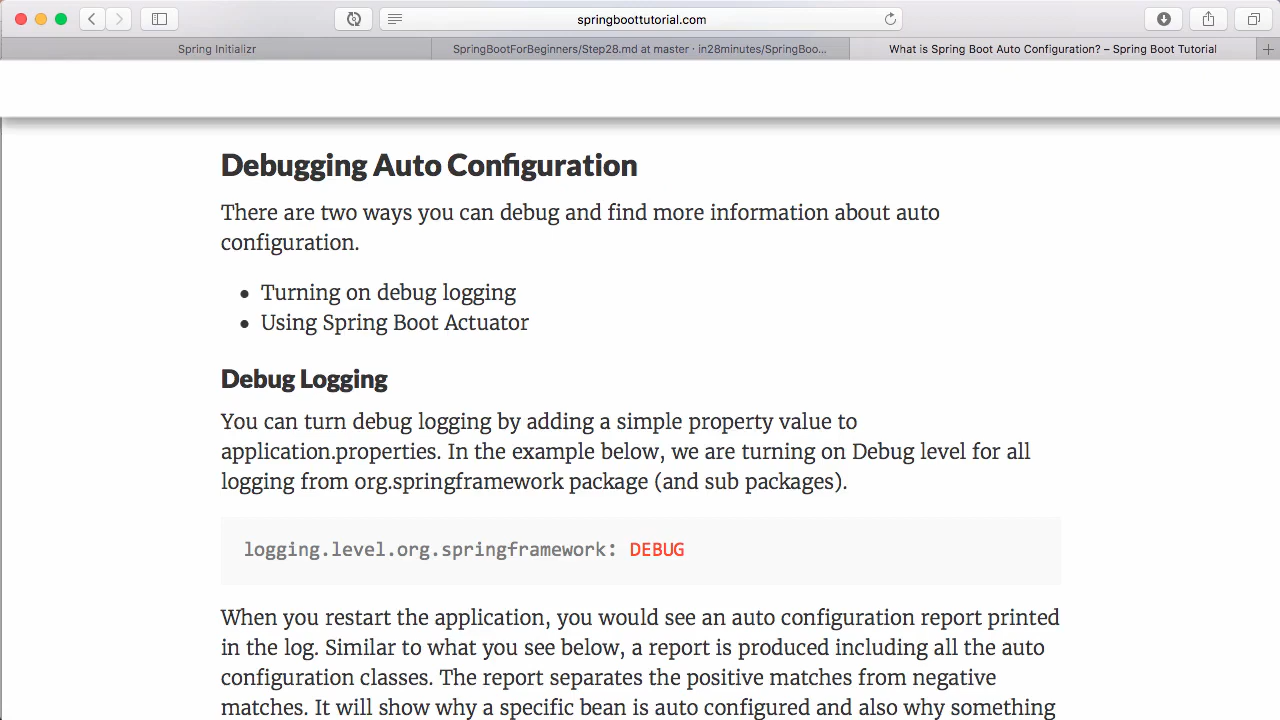 springboottutorial.com
Spring Initializr
SpringBootForBeginners/Step28.md at master · in28minutes/SpringBoo...
What is Spring Boot Auto Configuration? – Spring Boot Tutorial
Debugging Auto Configuration
There are two ways you can debug and find more information about auto
configuration.
• Turning on debug logging
• Using Spring Boot Actuator
Debug Logging
You can turn debug logging by adding a simple property value to
application.properties. In the example below, we are turning on Debug level for all
logging from org.springframework package (and sub packages).
logging.level.org.springframework: DEBUG
When you restart the application, you would see an auto configuration report printed
in the log. Similar to what you see below, a report is produced including all the auto
configuration classes. The report separates the positive matches from negative
matches. It will show why a specific bean is auto configured and also why something